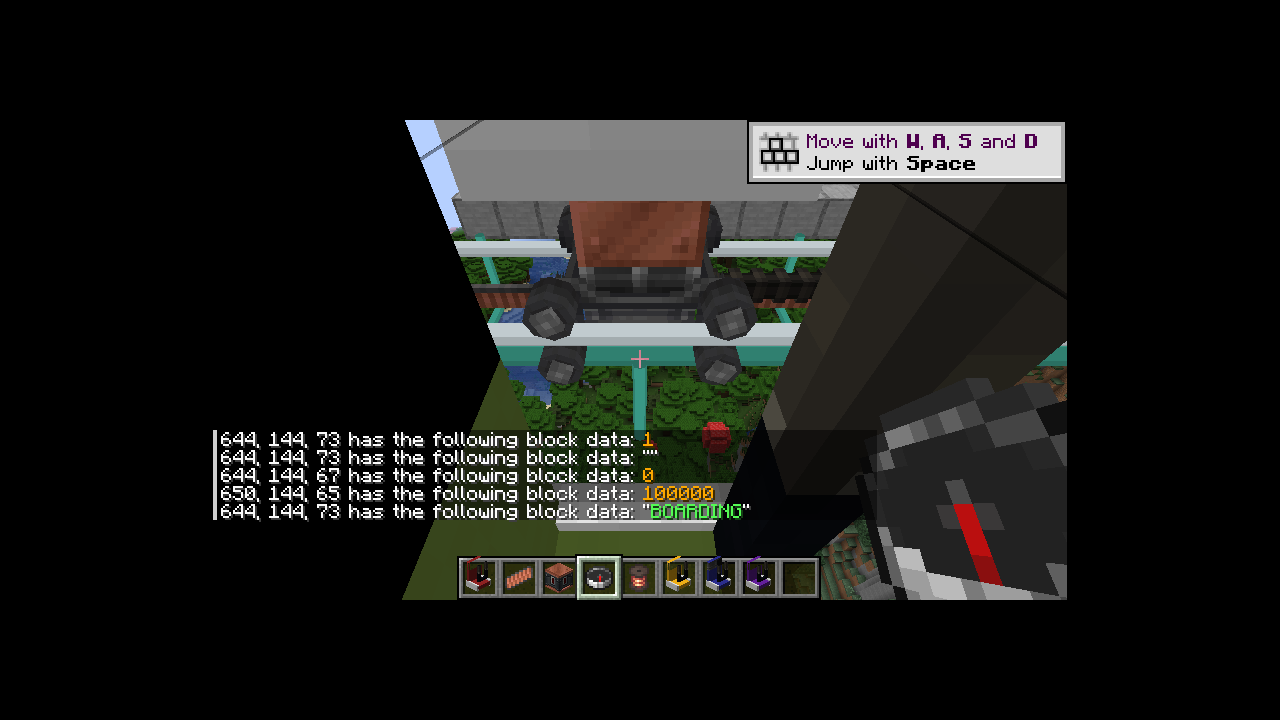 Move with W, A, S and D
Jump with Space
644, 144, 73 has the following block data: 1
644, 144, 73 has the following block data: ""
644, 144, 67 has the following block data: 0
650, 144, 65 has the following block data: 100000
644, 144, 73 has the following block data: "BOARDING"